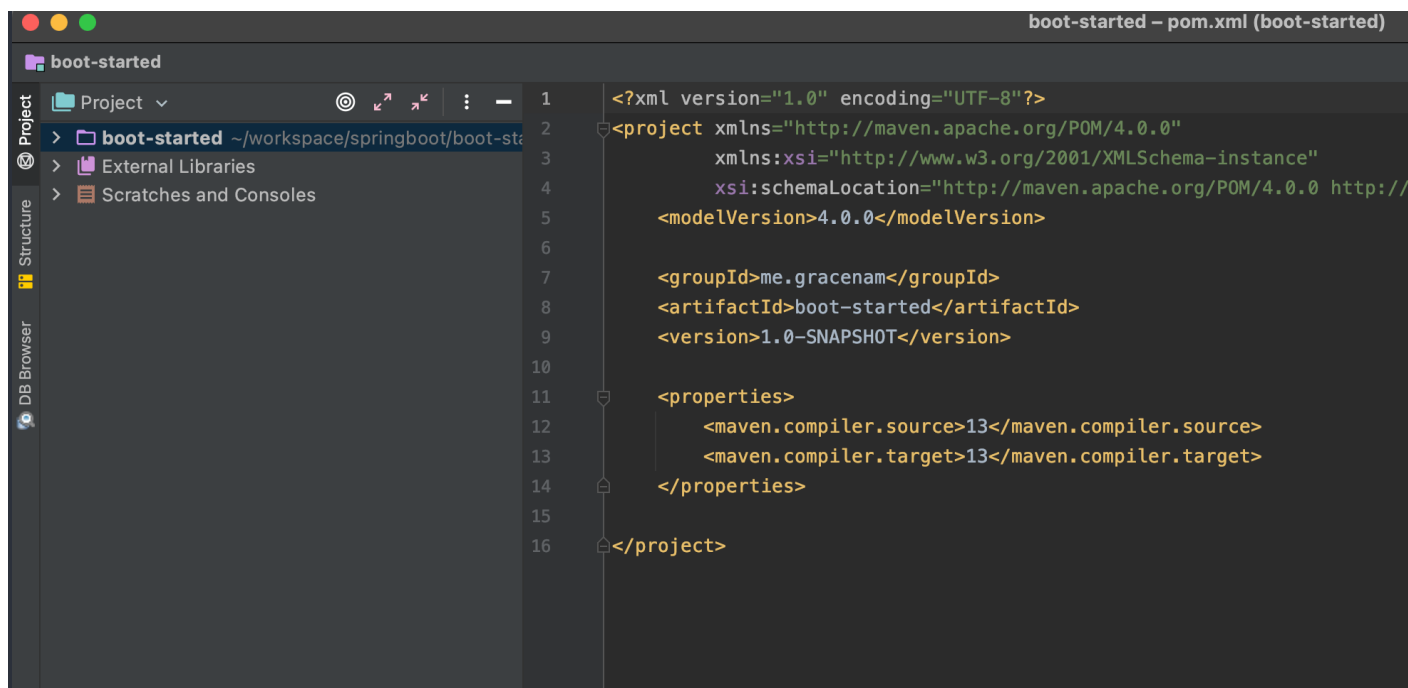 boot-started – pom.xml (boot-started)
boot-started
Project
Project
boot-started ~/workspace/springboot/boot-sta
External Libraries
Scratches and Consoles
Structure
DB Browser
1 <?xml version="1.0" encoding="UTF-8"?>
2 <project xmlns="http://maven.apache.org/POM/4.0.0"
3 xmlns:xsi="http://www.w3.org/2001/XMLSchema-instance"
4 xsi:schemaLocation="http://maven.apache.org/POM/4.0.0 http://
5 <modelVersion>4.0.0</modelVersion>
6
7 <groupId>me.gracenam</groupId>
8 <artifactId>boot-started</artifactId>
9 <version>1.0-SNAPSHOT</version>
10
11 <properties>
12 <maven.compiler.source>13</maven.compiler.source>
13 <maven.compiler.target>13</maven.compiler.target>
14 </properties>
15
16 </project>